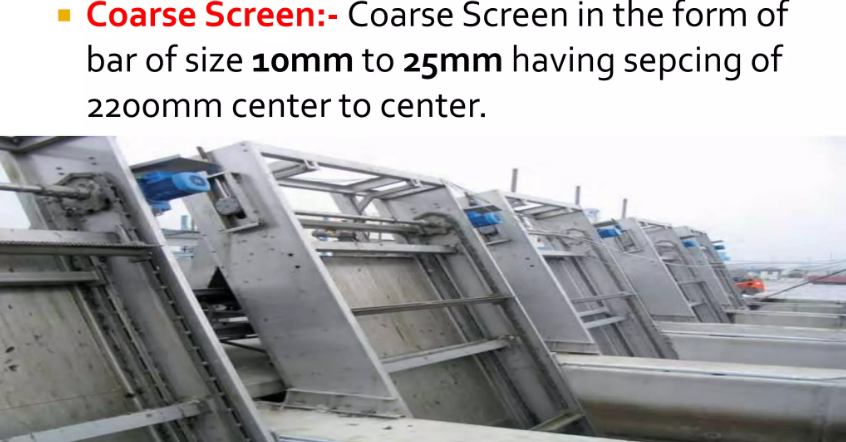 Coarse Screen:- Coarse Screen in the form of
bar of size 10mm to 25mm having sepcing of
2200mm center to center.